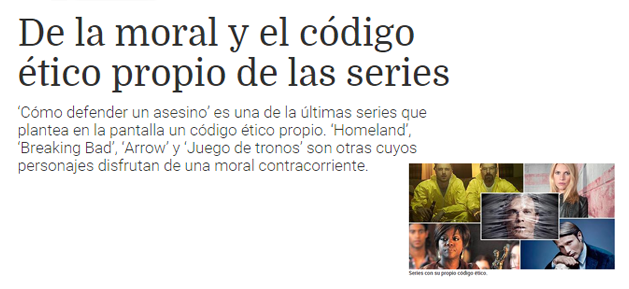 De la moral y el código
ético propio de las series
‘Cómo defender un asesino’ es una de la últimas series que
plantea en la pantalla un código ético propio. ‘Homeland’,
‘Breaking Bad’, ‘Arrow’ y ‘Juego de tronos’ son otras cuyos
personajes disfrutan de una moral contracorriente.
Series con su propio código ético.